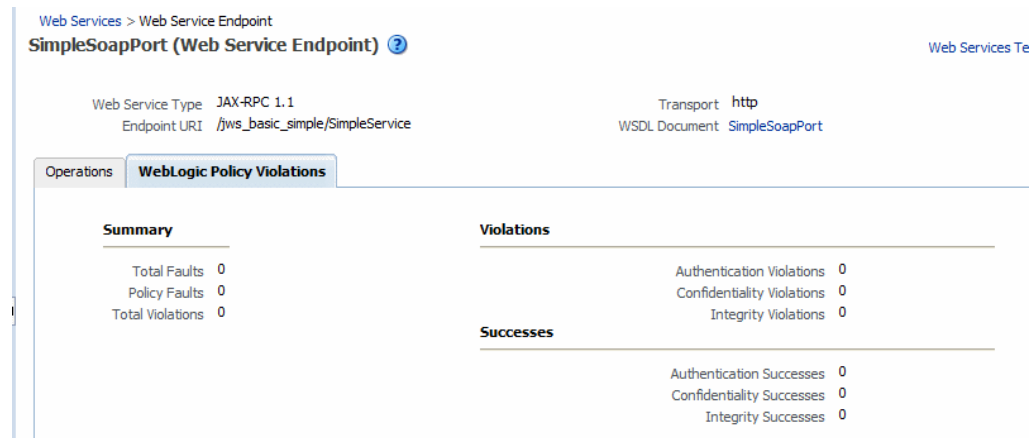 Web Services > Web Service Endpoint
SimpleSoapPort (Web Service Endpoint) ?
Web Services
Web Service Type JAX-RPC 1.1
Transport http
Endpoint URI /jws_basic_simple/SimpleService
WSDL Document SimpleSoapPort
Operations
WebLogic Policy Violations
Summary
Violations
Total Faults 0
Authentication Violations 0
Policy Faults 0
Confidentiality Violations 0
Total Violations 0
Integrity Violations 0
Successes
Authentication Successes 0
Confidentiality Successes 0
Integrity Successes 0